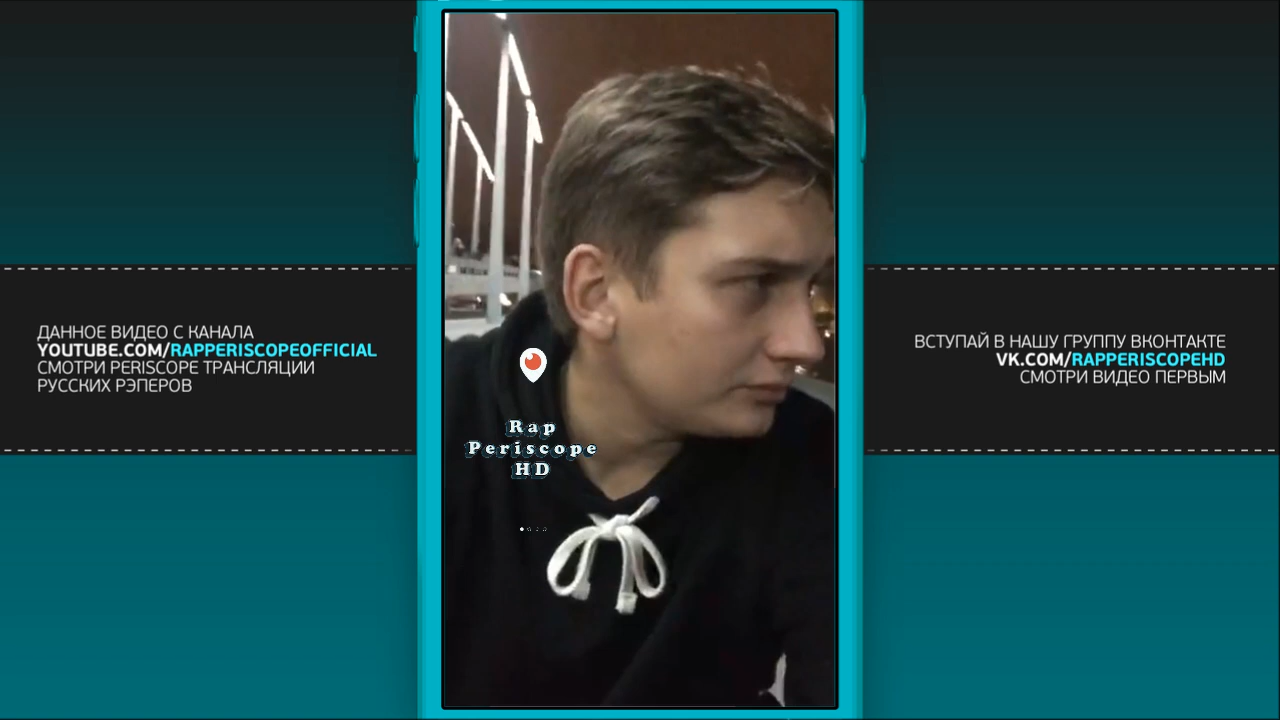 ДАННОЕ ВИДЕО С КАНАЛА
YOUTUBE.COM/RAPPERISCOPEOFFICIAL
СМОТРИ PERISCOPE ТРАНСЛЯЦИИ
РУССКИХ РЭПЕРОВ
Rap
Periscope
HD
ВСТУПАЙ В НАШУ ГРУППУ ВКОНТАКТЕ
VK.COM/RAPPERISCOPEHD
СМОТРИ ВИДЕО ПЕРВЫМ